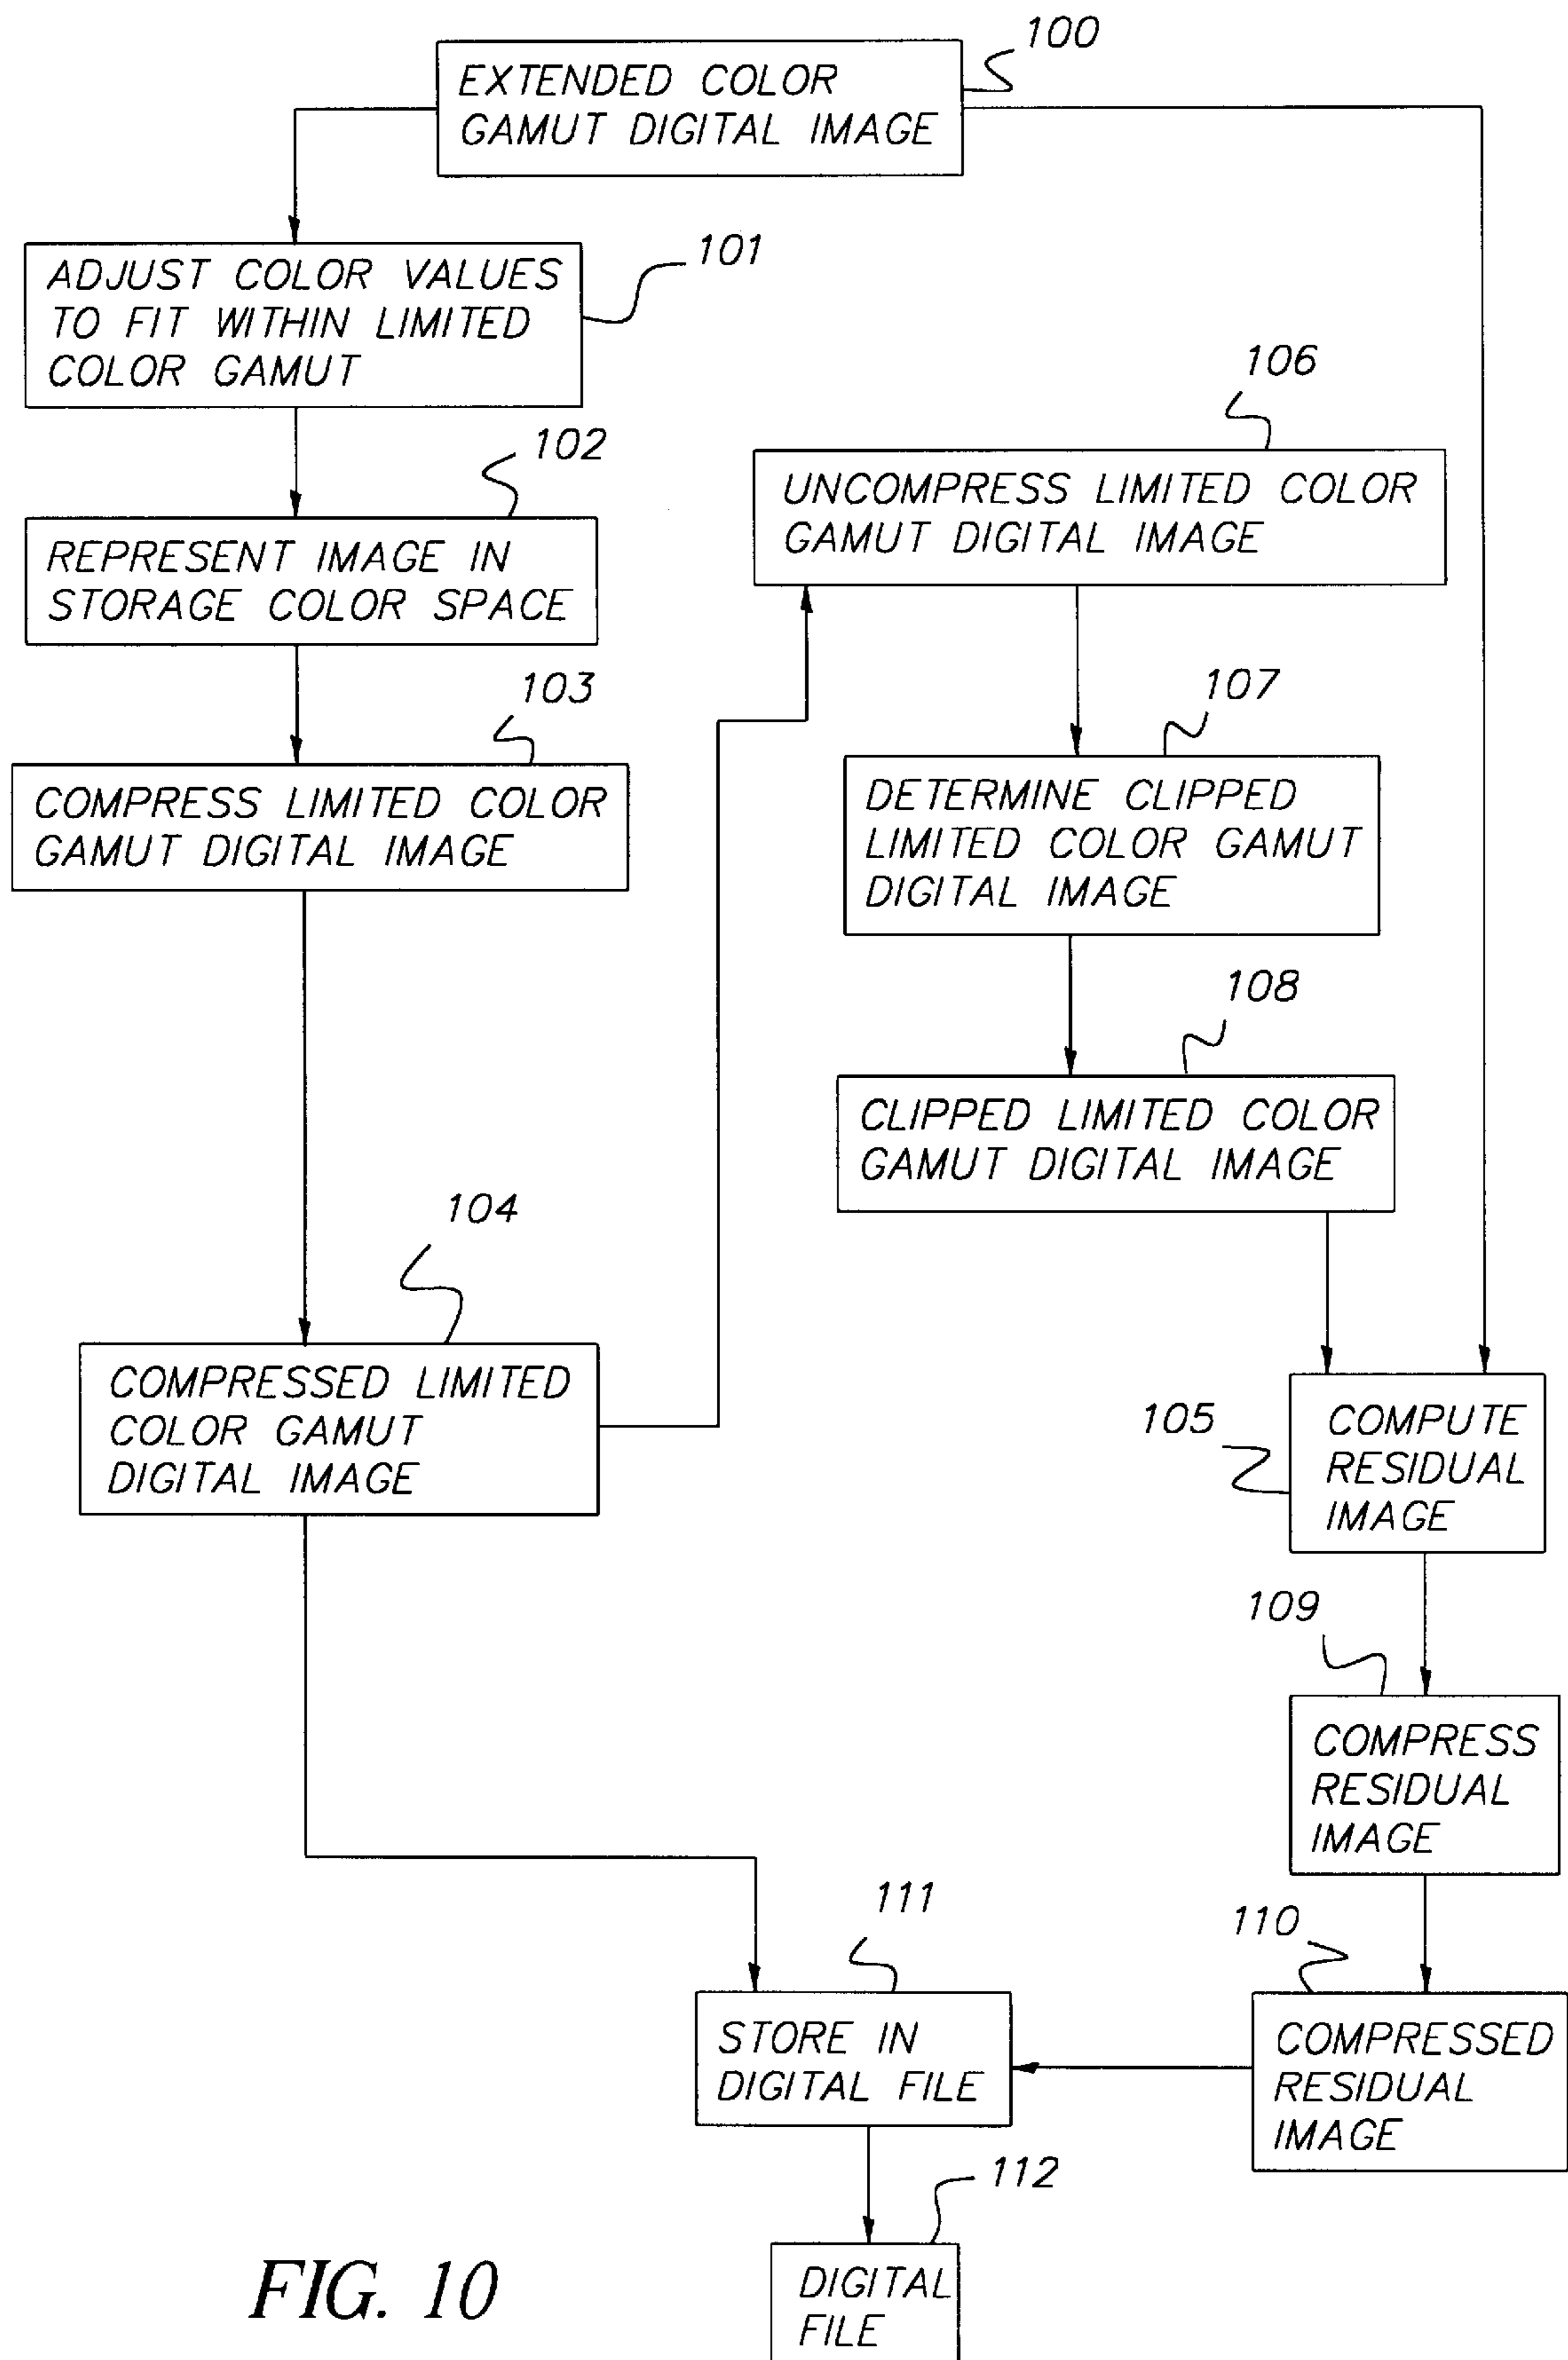 100
EXTENDED COLOR
GAMUT DIGITAL IMAGE
101
ADJUST COLOR VALUES
TO FIT WITHIN LIMITED
COLOR GAMUT
102
REPRESENT IMAGE IN
STORAGE COLOR SPACE
103
COMPRESS LIMITED COLOR
GAMUT DIGITAL IMAGE
104
COMPRESSED LIMITED
COLOR GAMUT
DIGITAL IMAGE
106
UNCOMPRESS LIMITED COLOR
GAMUT DIGITAL IMAGE
107
DETERMINE CLIPPED
LIMITED COLOR GAMUT
DIGITAL IMAGE
108
CLIPPED LIMITED COLOR
GAMUT DIGITAL IMAGE
105
COMPUTE
RESIDUAL
IMAGE
109
COMPRESS
RESIDUAL
IMAGE
110
COMPRESSED
RESIDUAL
IMAGE
111
STORE IN
DIGITAL FILE
112
DIGITAL
FILE
FIG. 10